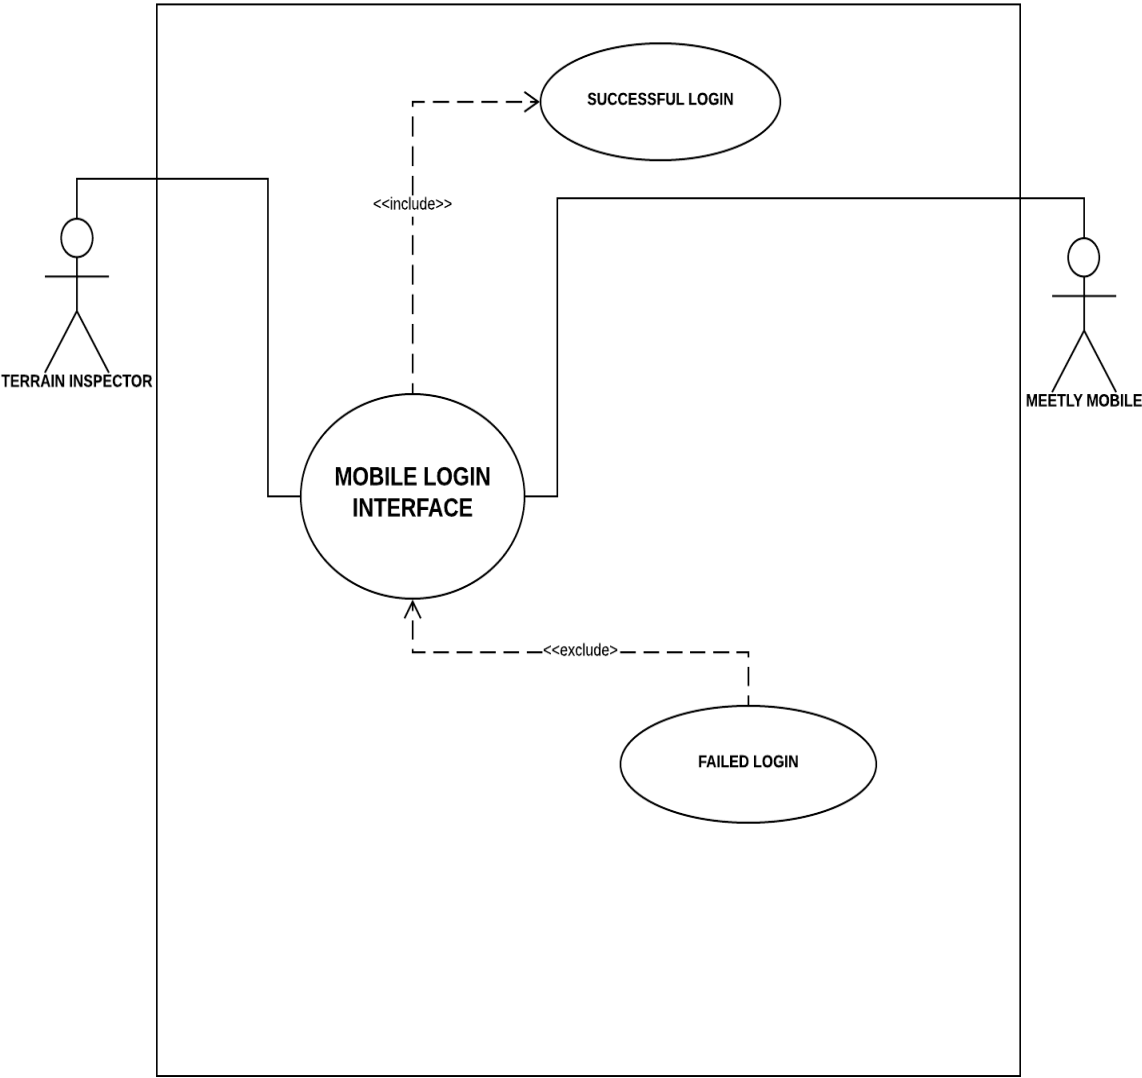 SUCCESSFUL LOGIN
<<include>>
TERRAIN INSPECTOR
MEETLY MOBILE
MOBILE LOGIN
INTERFACE
<<exclude>
FAILED LOGIN